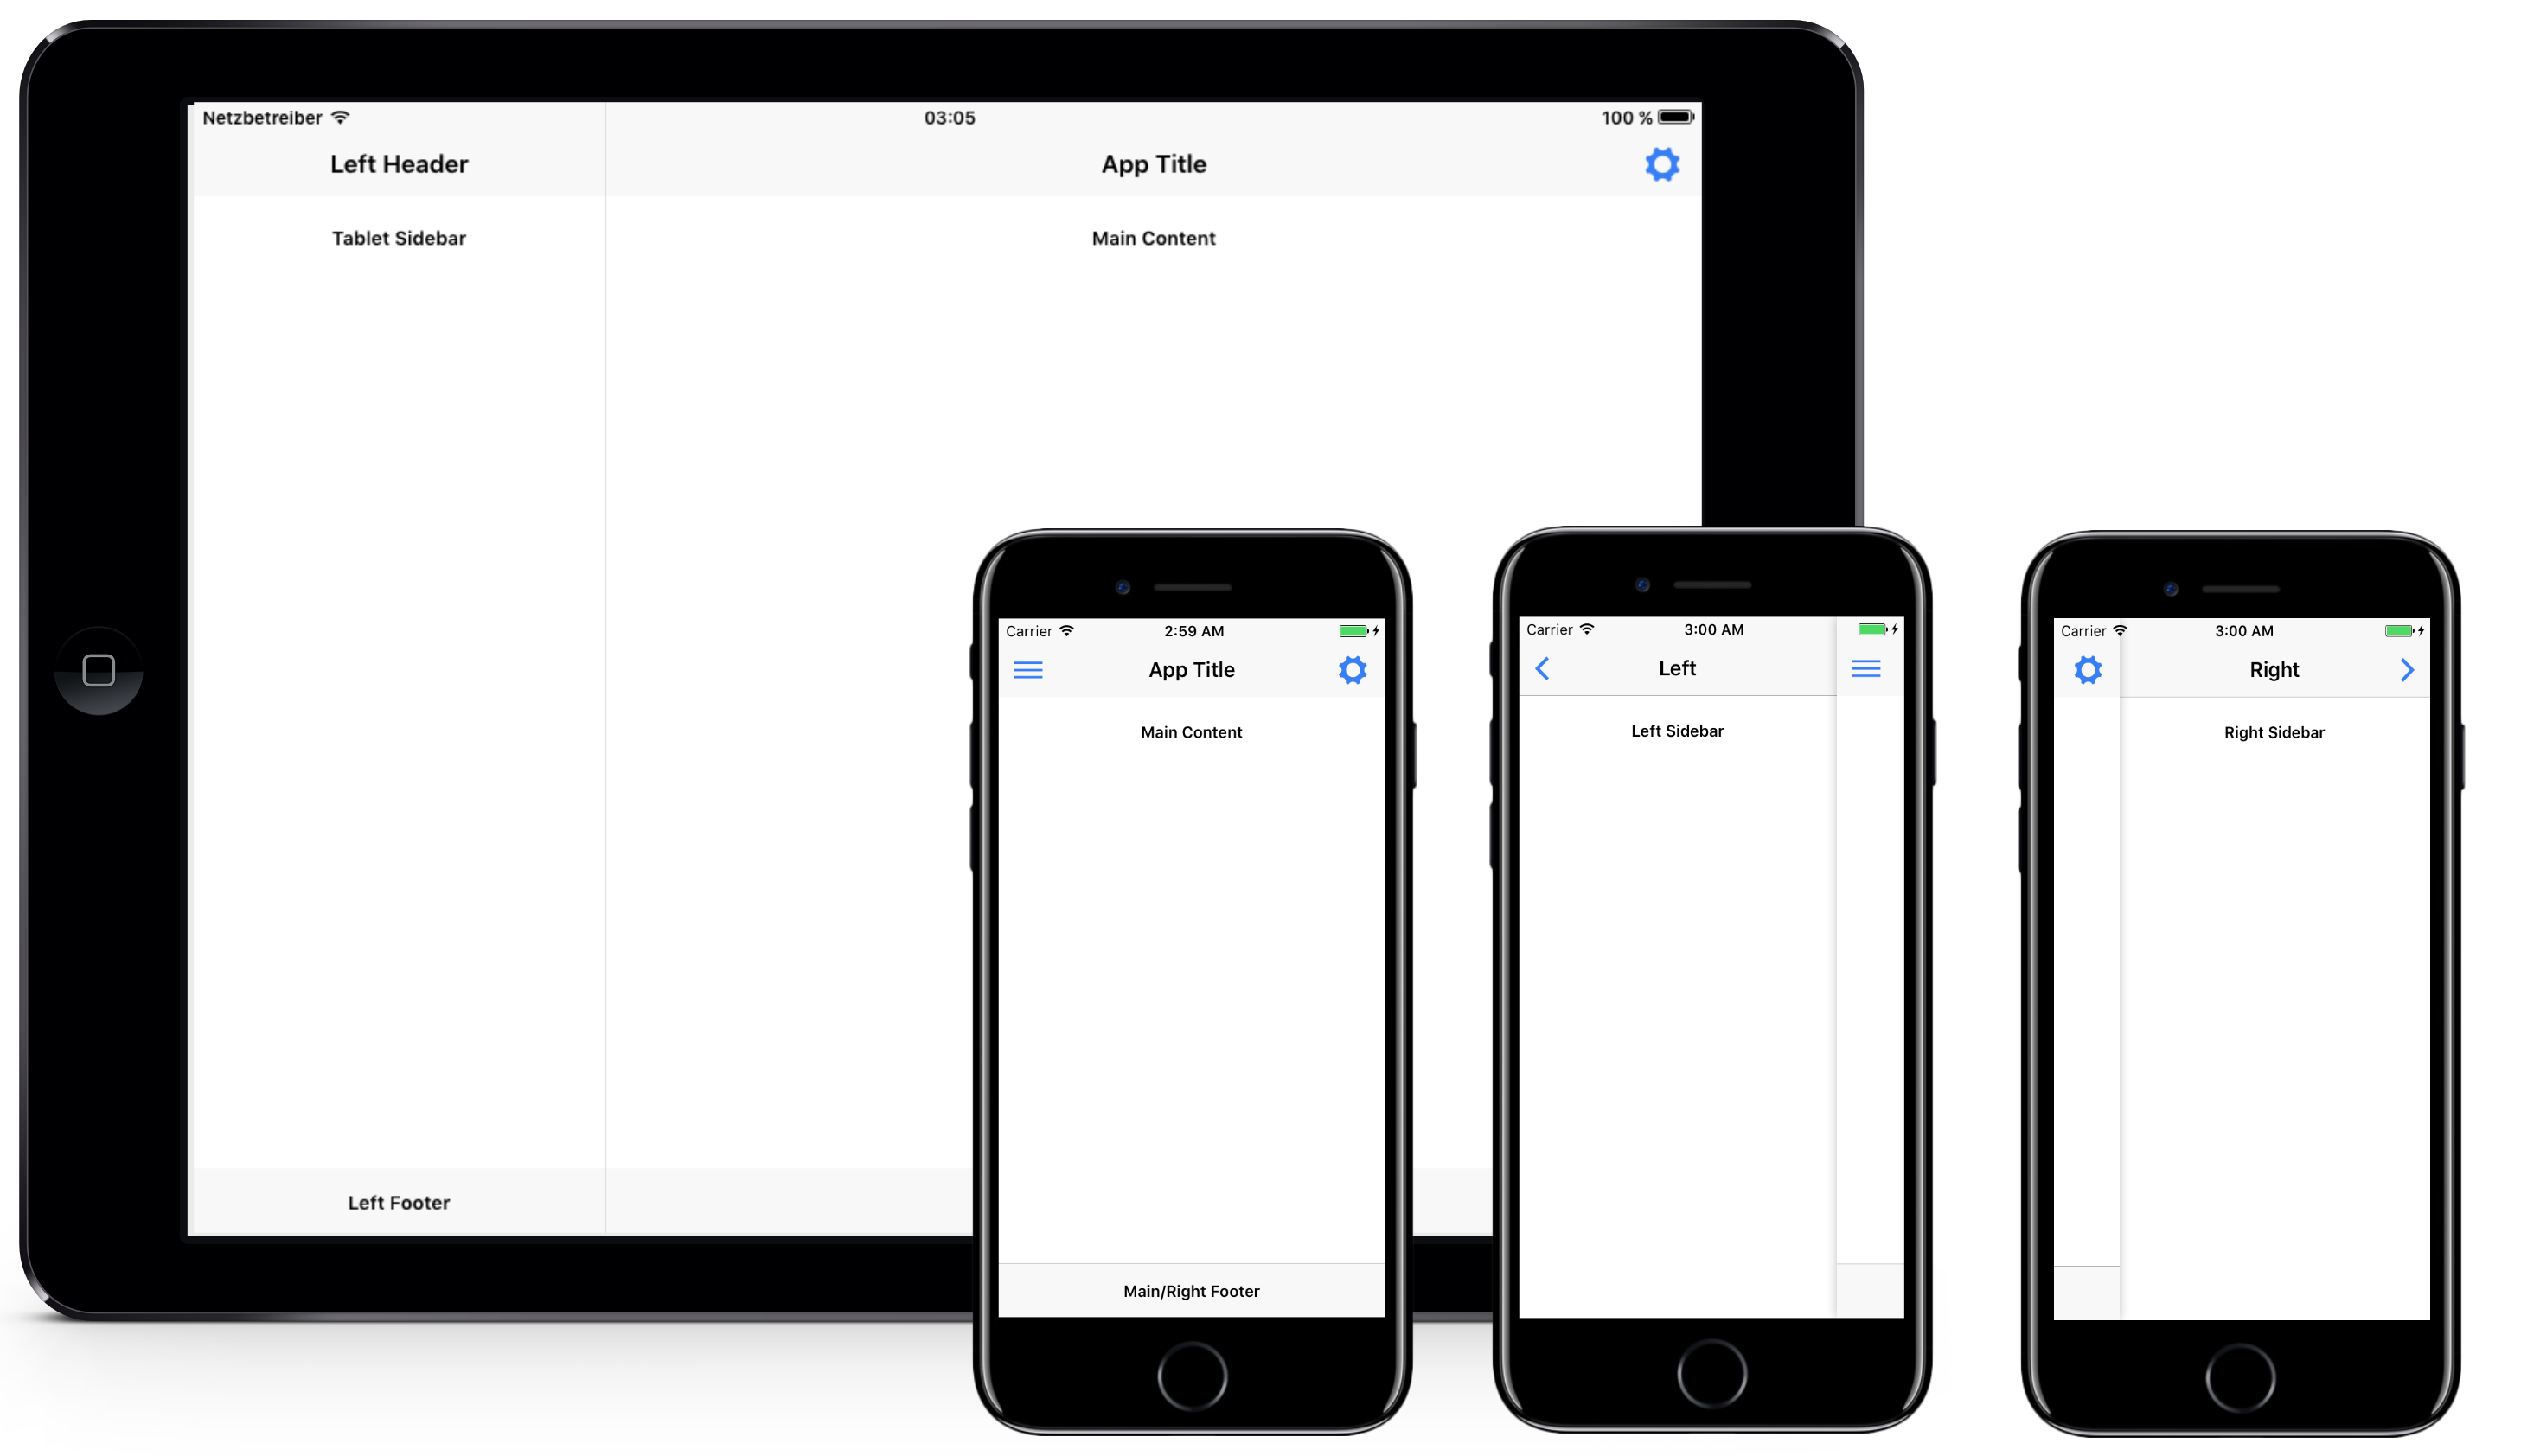 Netzbetreiber 03:05 100 %
Left Header App Title
Tablet Sidebar Main Content
Left Footer
Carrier 2:59 AM
App Title
Main Content
Main/Right Footer
Carrier 3:00 AM
Left
Left Sidebar
Carrier 3:00 AM
Right
Right Sidebar